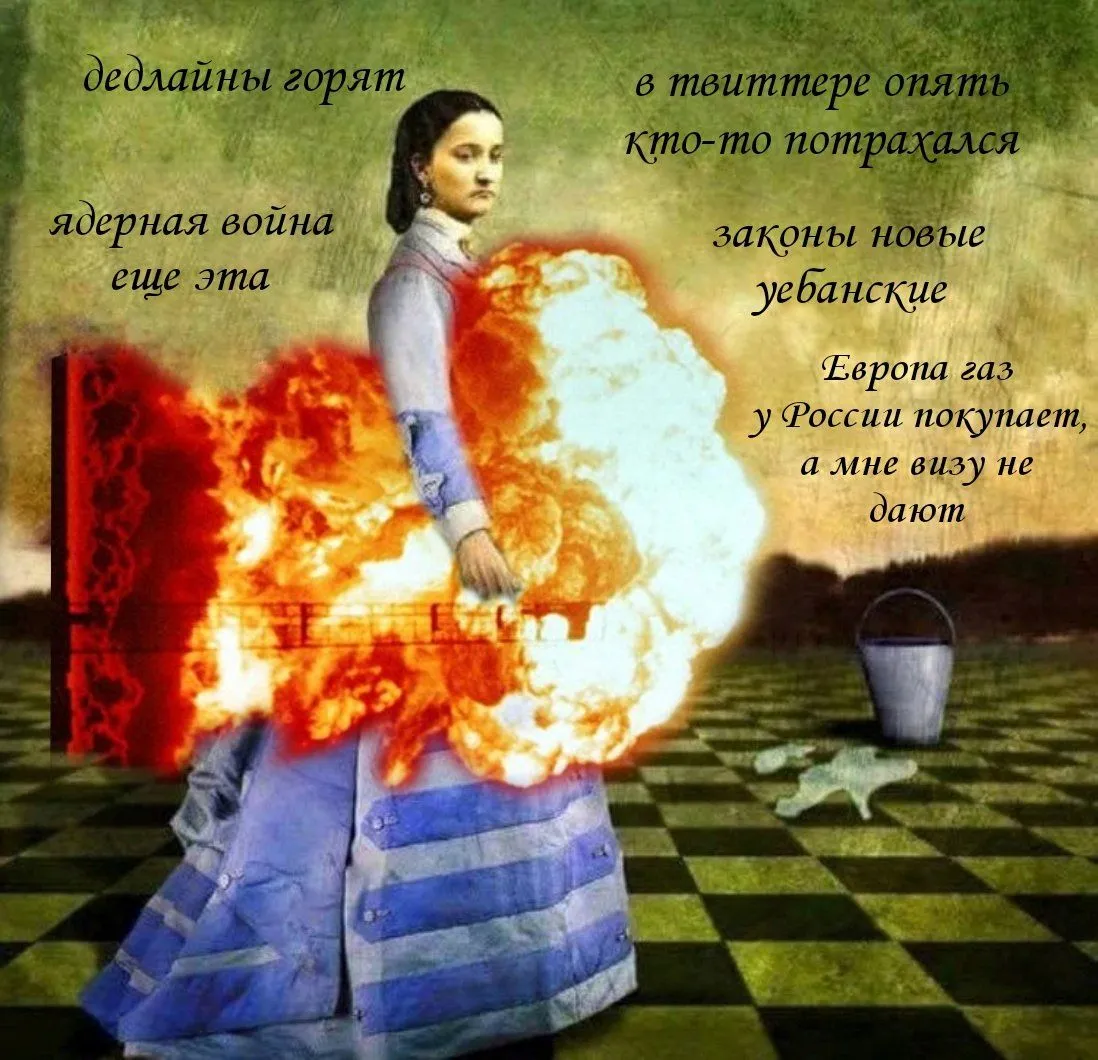 дедлайны горят
в твиттере опять
кто-то потрахался
ядерная война
еще эта
законы новые
уебанские
Европа газ
у России покупает,
а мне визу не
дают